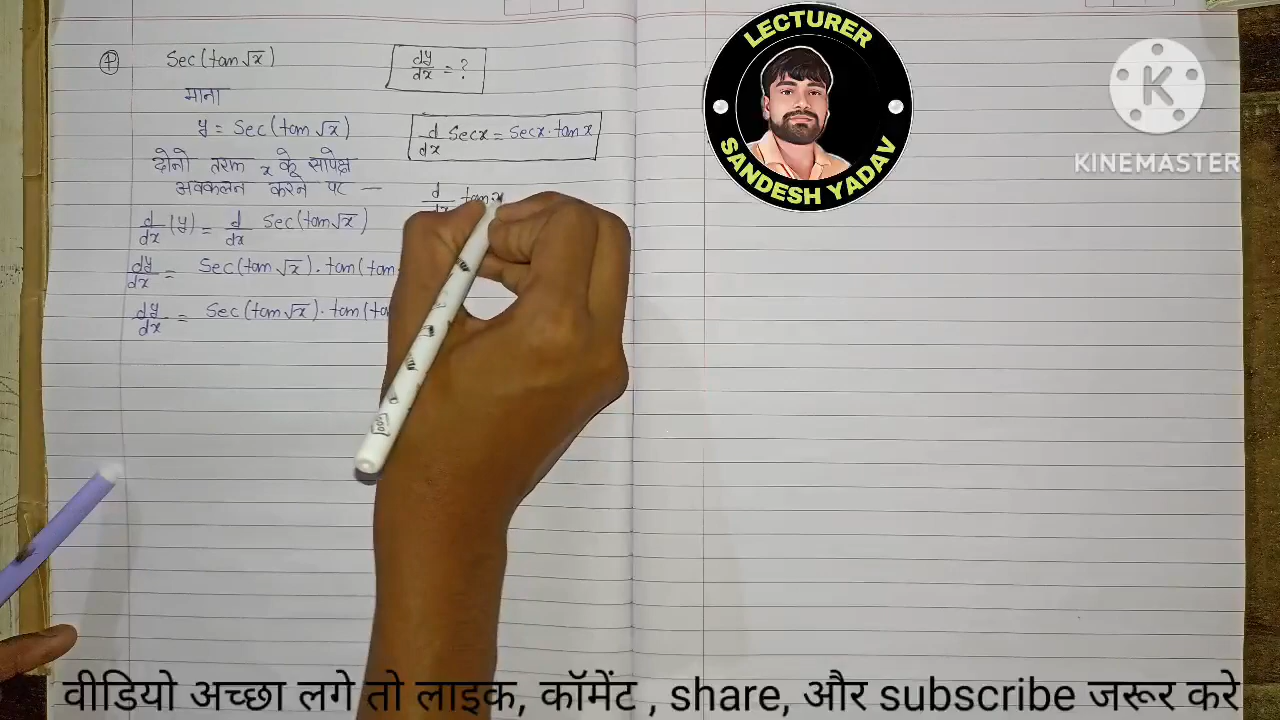 ④ Sec(tan√x)
dy/dx = ?
माना
y = Sec(tan√x)
d/dx Secx = Secx · tanx
दोनो तरफ x के सापेक्ष
अवकलन करने पर —
d/dx tanx
d/dx (y) = d/dx Sec(tan√x)
dy/dx = Sec(tan√x) · tan(tan
dy/dx = Sec(tan√x) · tan(ta
LECTURER
SANDESH YADAV
K
KINEMASTER
वीडियो अच्छा लगे तो लाइक, कॉमेंट , share, और subscribe जरूर करे